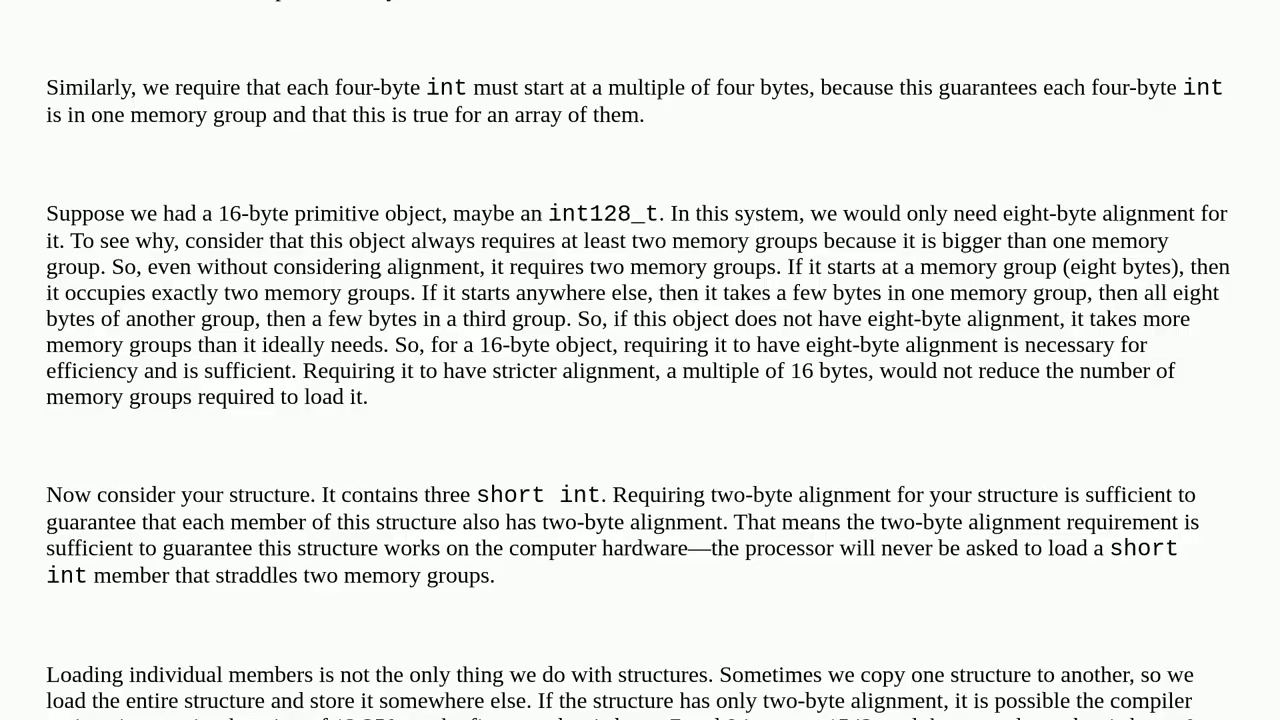 Similarly, we require that each four-byte int must start at a multiple of four bytes, because this guarantees each four-byte int
is in one memory group and that this is true for an array of them.
Suppose we had a 16-byte primitive object, maybe an int128_t. In this system, we would only need eight-byte alignment for
it. To see why, consider that this object always requires at least two memory groups because it is bigger than one memory
group. So, even without considering alignment, it requires two memory groups. If it starts at a memory group (eight bytes), then
it occupies exactly two memory groups. If it starts anywhere else, then it takes a few bytes in one memory group, then all eight
bytes of another group, then a few bytes in a third group. So, if this object does not have eight-byte alignment, it takes more
memory groups than it ideally needs. So, for a 16-byte object, requiring it to have eight-byte alignment is necessary for
efficiency and is sufficient. Requiring it to have stricter alignment, a multiple of 16 bytes, would not reduce the number of
memory groups required to load it.
Now consider your structure. It contains three short int. Requiring two-byte alignment for your structure is sufficient to
guarantee that each member of this structure also has two-byte alignment. That means the two-byte alignment requirement is
sufficient to guarantee this structure works on the computer hardware—the processor will never be asked to load a short
int member that straddles two memory groups.
Loading individual members is not the only thing we do with structures. Sometimes we copy one structure to another, so we
load the entire structure and store it somewhere else. If the structure has only two-byte alignment, it is possible the compiler